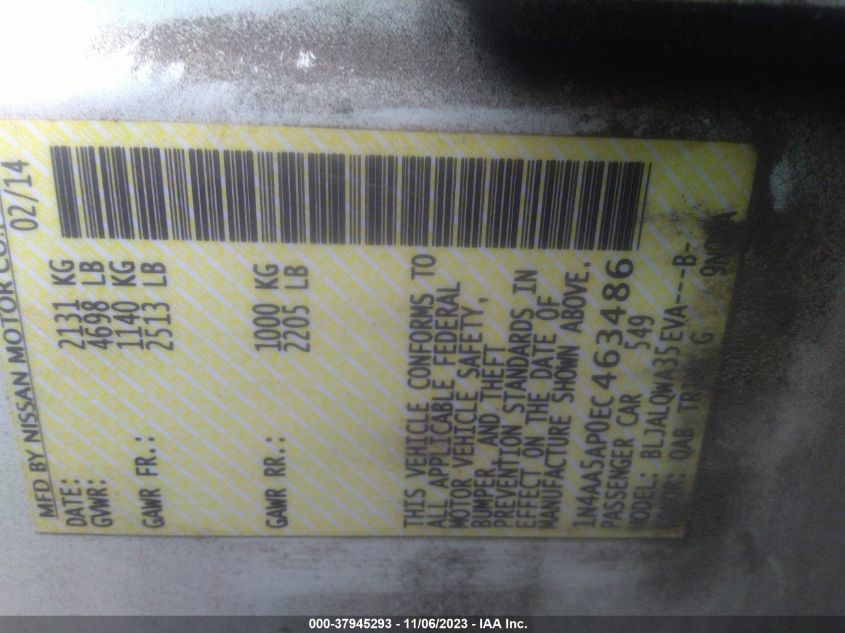 MFD BY NISSAN MOTOR CO.,
DATE: 02/14
GVWR: 2131 KG
4698 LB
GAWR FR.: 1140 KG
2513 LB
GAWR RR.: 1000 KG
2205 LB
THIS VEHICLE CONFORMS TO
ALL APPLICABLE FEDERAL
MOTOR VEHICLE SAFETY,
BUMPER, AND THEFT
PREVENTION STANDARDS IN
EFFECT ON THE DATE OF
MANUFACTURE SHOWN ABOVE.
1N4AA5AP0EC463486
PASSENGER CAR 549
MODEL: BLJALQWA35EVA---B-
QAB G
000-37945293 - 11/06/2023 - IAA Inc.